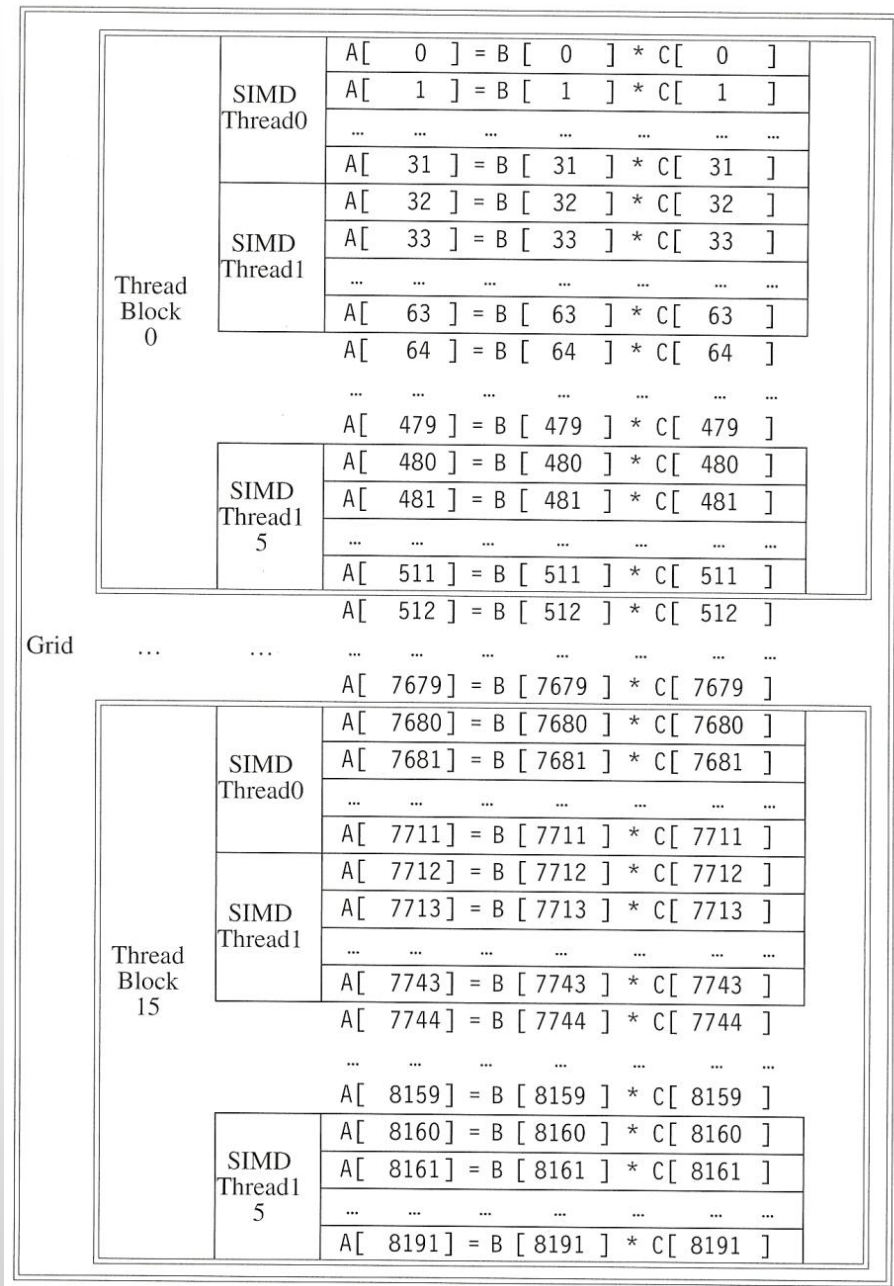 A[ 0 ] = B [ 0 ] * C[ 0 ]
SIMD
Thread0
A[ 1 ] = B [ 1 ] * C[ 1 ]
... ... ... ... ... ... ...
A[ 31 ] = B [ 31 ] * C[ 31 ]
SIMD
Thread1
A[ 32 ] = B [ 32 ] * C[ 32 ]
A[ 33 ] = B [ 33 ] * C[ 33 ]
... ... ... ... ... ... ...
A[ 63 ] = B [ 63 ] * C[ 63 ]
Thread
Block
0
A[ 64 ] = B [ 64 ] * C[ 64 ]
... ... ... ... ... ... ...
A[ 479 ] = B [ 479 ] * C[ 479 ]
SIMD
Thread1
5
A[ 480 ] = B [ 480 ] * C[ 480 ]
A[ 481 ] = B [ 481 ] * C[ 481 ]
... ... ... ... ... ... ...
A[ 511 ] = B [ 511 ] * C[ 511 ]
A[ 512 ] = B [ 512 ] * C[ 512 ]
Grid ... ... ... ... ... ... ... ... ...
A[ 7679] = B [ 7679 ] * C[ 7679 ]
SIMD
Thread0
A[ 7680] = B [ 7680 ] * C[ 7680 ]
A[ 7681] = B [ 7681 ] * C[ 7681 ]
... ... ... ... ... ... ...
A[ 7711] = B [ 7711 ] * C[ 7711 ]
SIMD
Thread1
A[ 7712] = B [ 7712 ] * C[ 7712 ]
A[ 7713] = B [ 7713 ] * C[ 7713 ]
... ... ... ... ... ... ...
A[ 7743] = B [ 7743 ] * C[ 7743 ]
Thread
Block
15
A[ 7744] = B [ 7744 ] * C[ 7744 ]
... ... ... ... ... ... ...
A[ 8159] = B [ 8159 ] * C[ 8159 ]
SIMD
Thread1
5
A[ 8160] = B [ 8160 ] * C[ 8160 ]
A[ 8161] = B [ 8161 ] * C[ 8161 ]
... ... ... ... ... ... ...
A[ 8191] = B [ 8191 ] * C[ 8191 ]